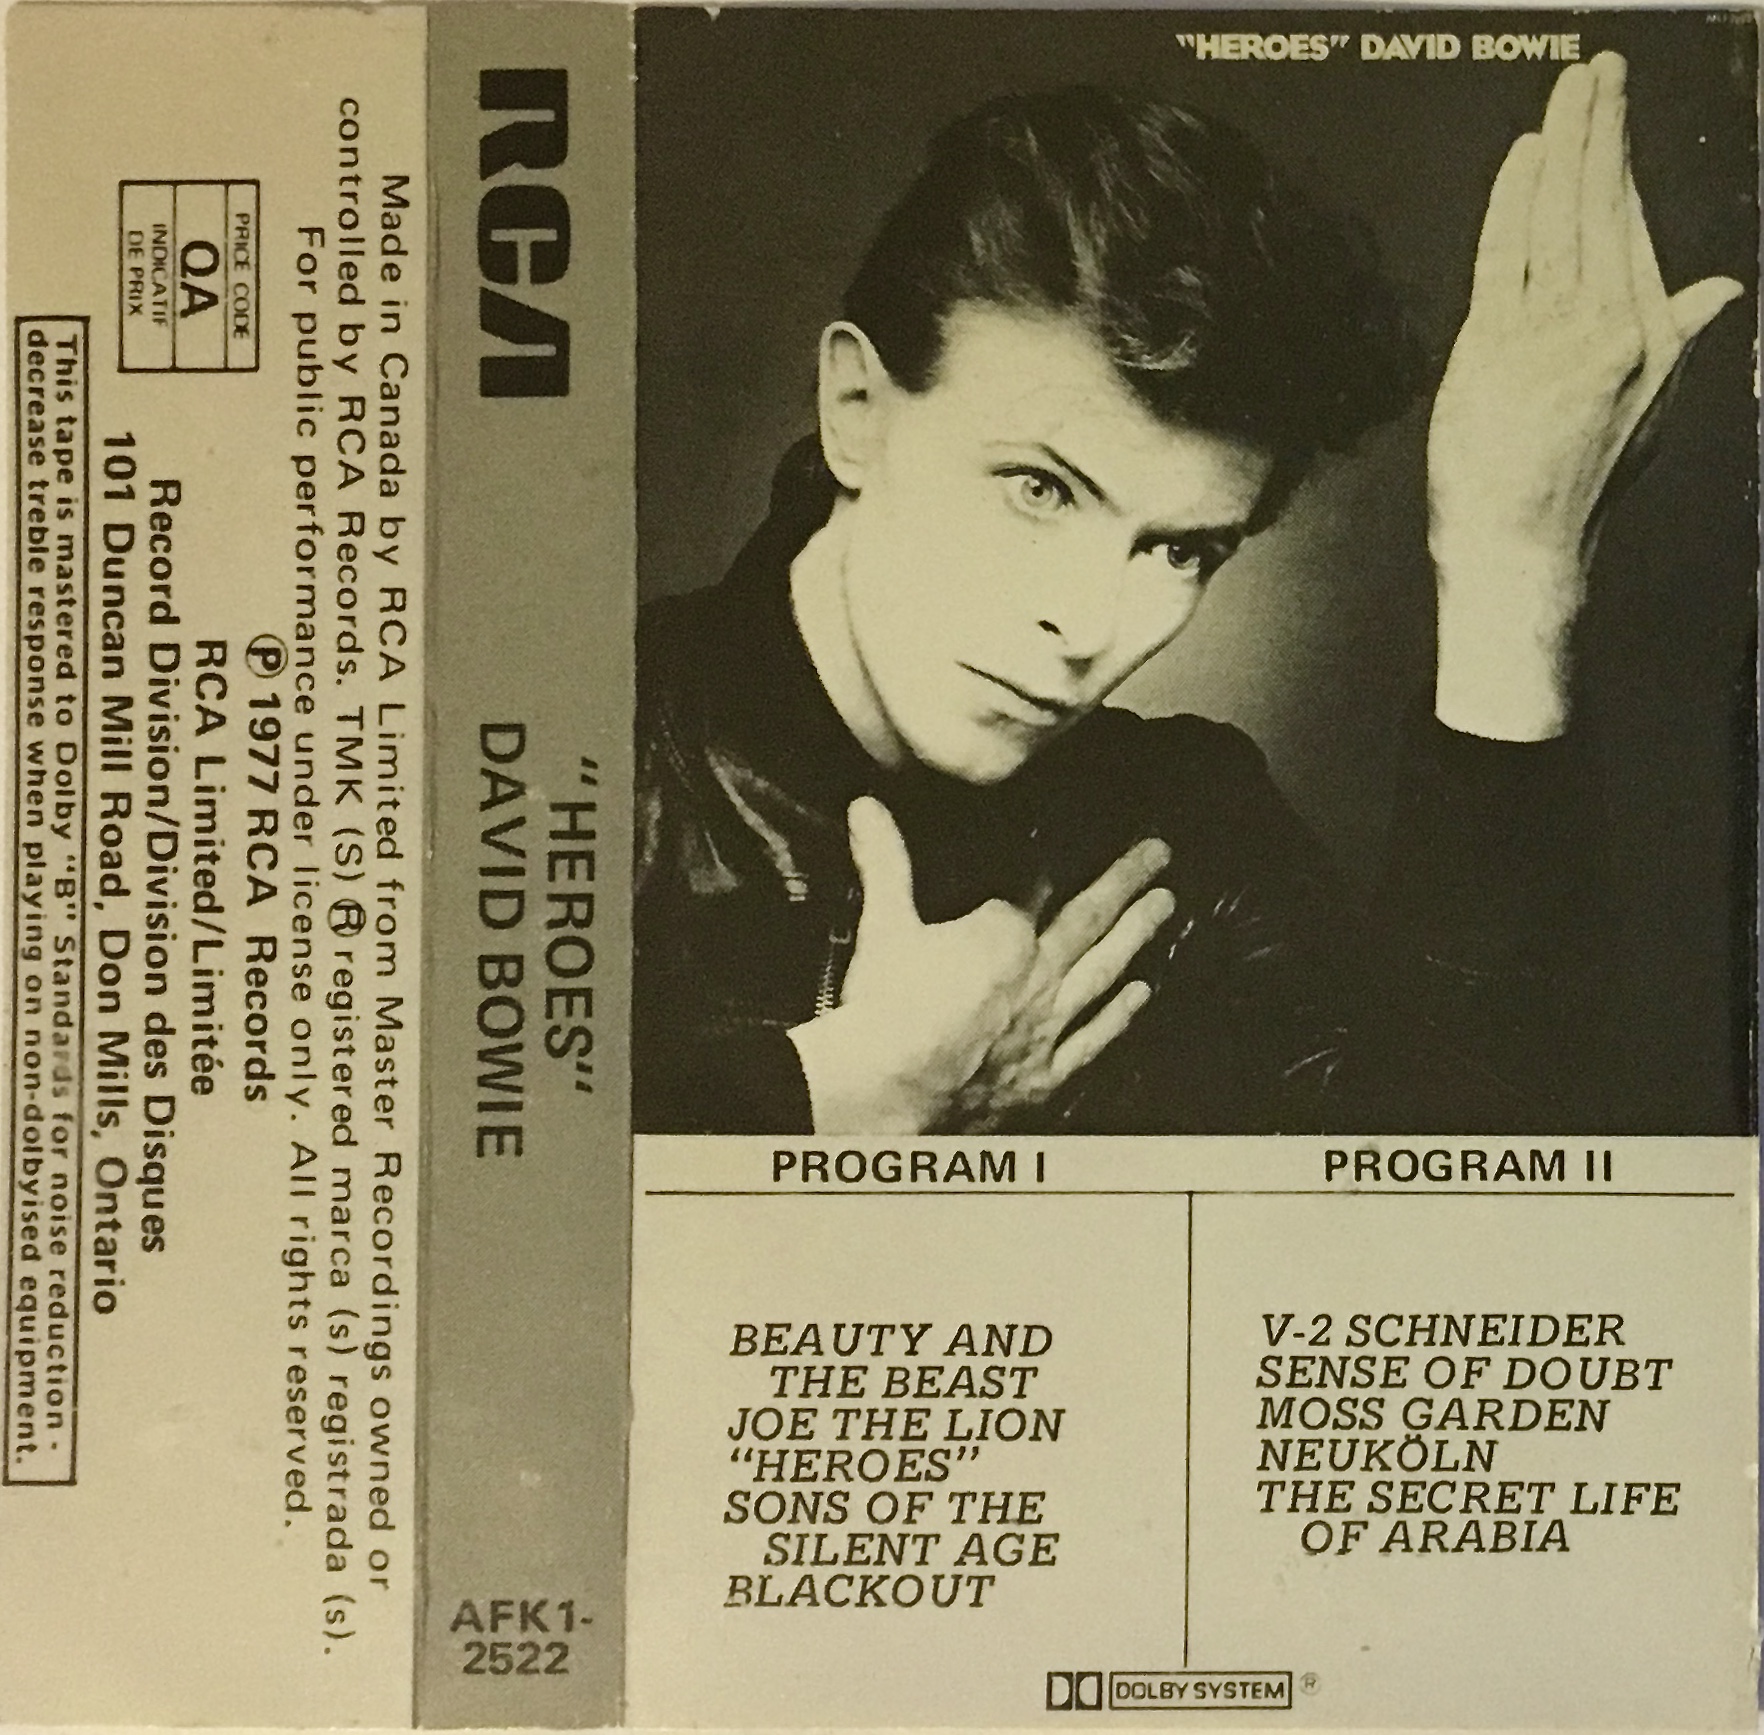 "HEROES" DAVID BOWIE
PROGRAM I
BEAUTY AND
THE BEAST
JOE THE LION
"HEROES"
SONS OF THE
SILENT AGE
BLACKOUT
PROGRAM II
V-2 SCHNEIDER
SENSE OF DOUBT
MOSS GARDEN
NEUKÖLN
THE SECRET LIFE
OF ARABIA
DOLBY SYSTEM ®
RCA
"HEROES"
DAVID BOWIE
AFK1-
2522
Made in Canada by RCA Limited from Master Recordings owned or
controlled by RCA Records. TMK (S) ® registered marca (s) registrada (s).
For public performance under license only. All rights reserved.
℗ 1977 RCA Records
RCA Limited/Limitée
Record Division/Division des Disques
101 Duncan Mill Road, Don Mills, Ontario
PRICE CODE
QA
INDICATIF
DE PRIX
This tape is mastered to Dolby "B" Standards for noise reduction -
decrease treble response when playing on non-dolbyised equipment.